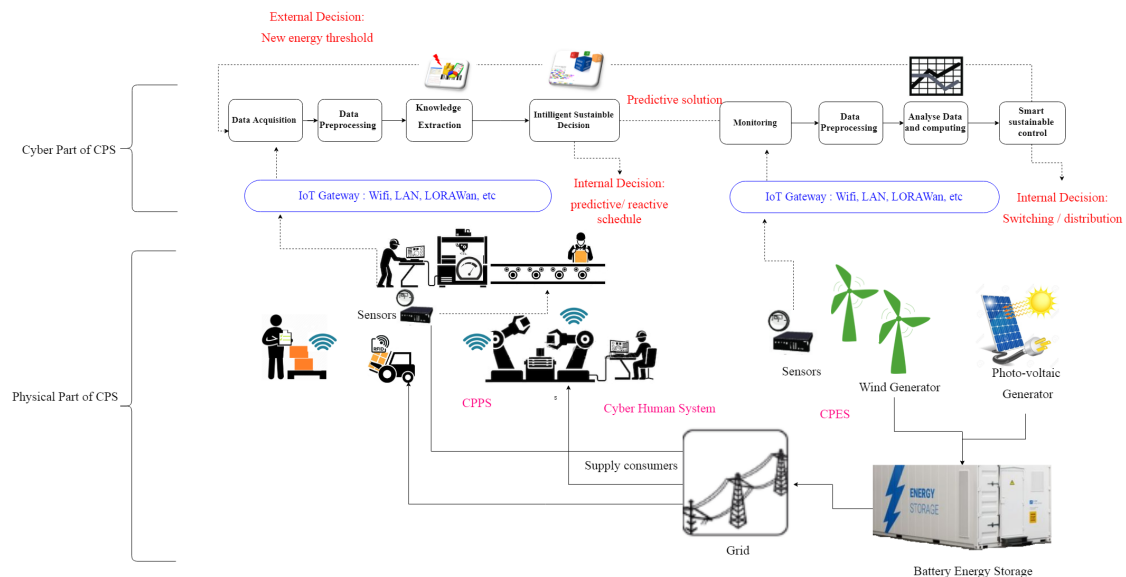 External Decision:
New energy threshold
Data Acquisition
Data
Preprocessing
Knowledge
Extraction
Intilligent Sustainble
Decision
Predictive solution
Monitoring
Data
Preprocessing
Analyse Data
and computing
Smart
sustainable
control
Cyber Part of CPS
IoT Gateway : Wifi, LAN, LORAWan, etc
Internal Decision:
predictive/ reactive
schedule
IoT Gateway : Wifi, LAN, LORAWan, etc
Internal Decision:
Switching / distribution
Sensors
Sensors
Wind Generator
Photo-voltaic
Generator
Physical Part of CPS
CPPS
s
Cyber Human System
CPES
Supply consumers
ENERGY
STORAGE
Grid
Battery Energy Storage